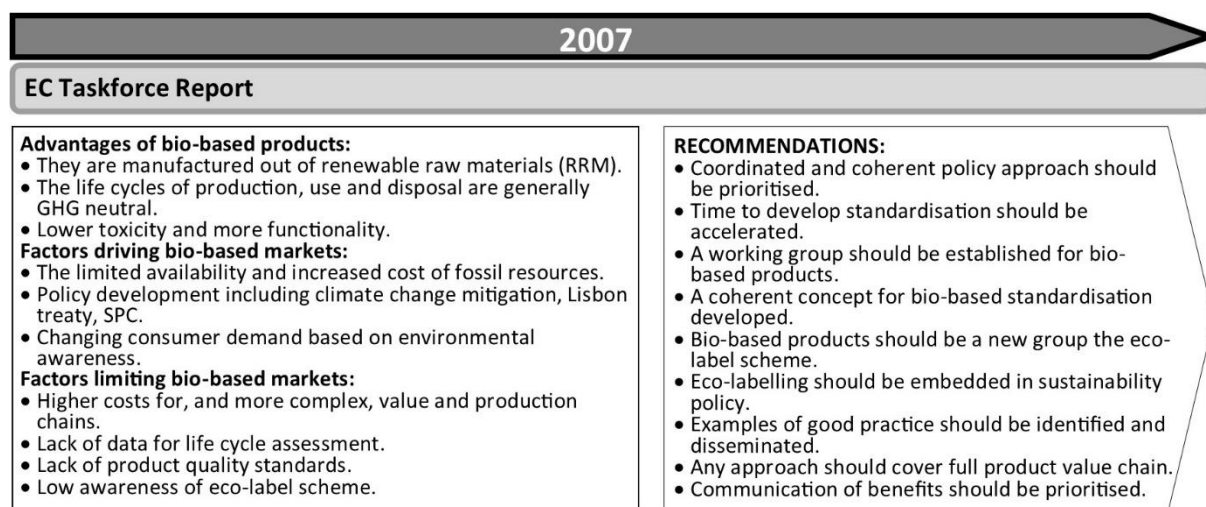 2007
EC Taskforce Report
Advantages of bio-based products:
• They are manufactured out of renewable raw materials (RRM).
• The life cycles of production, use and disposal are generally
GHG neutral.
• Lower toxicity and more functionality.
Factors driving bio-based markets:
• The limited availability and increased cost of fossil resources.
• Policy development including climate change mitigation, Lisbon
treaty, SPC.
• Changing consumer demand based on environmental
awareness.
Factors limiting bio-based markets:
• Higher costs for, and more complex, value and production
chains.
• Lack of data for life cycle assessment.
• Lack of product quality standards.
• Low awareness of eco-label scheme.
RECOMMENDATIONS:
• Coordinated and coherent policy approach should
be prioritised.
• Time to develop standardisation should be
accelerated.
• A working group should be established for bio-
based products.
• A coherent concept for bio-based standardisation
developed.
• Bio-based products should be a new group the eco-
label scheme.
• Eco-labelling should be embedded in sustainability
policy.
• Examples of good practice should be identified and
disseminated.
• Any approach should cover full product value chain.
• Communication of benefits should be prioritised.